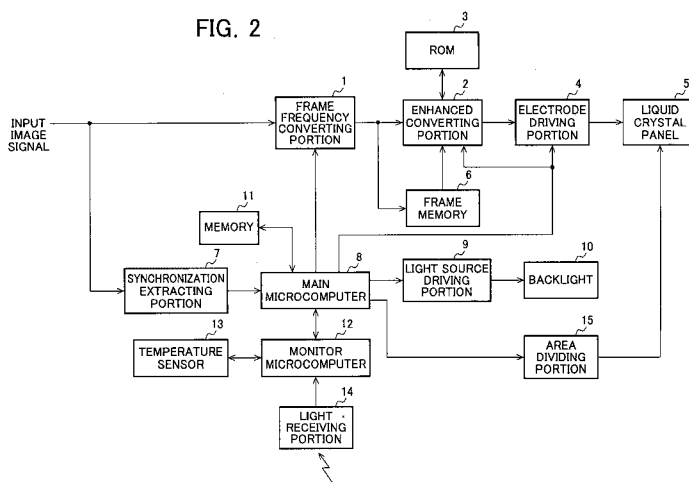 FIG. 2
3
ROM
1
2
4
5
INPUT
IMAGE
SIGNAL
FRAME
FREQUENCY
CONVERTING
PORTION
ENHANCED
CONVERTING
PORTION
ELECTRODE
DRIVING
PORTION
LIQUID
CRYSTAL
PANEL
6
FRAME
MEMORY
11
MEMORY
7
SYNCHRONIZATION
EXTRACTING
PORTION
8
MAIN
MICROCOMPUTER
9
LIGHT SOURCE
DRIVING
PORTION
10
BACKLIGHT
13
TEMPERATURE
SENSOR
12
MONITOR
MICROCOMPUTER
15
AREA
DIVIDING
PORTION
14
LIGHT
RECEIVING
PORTION